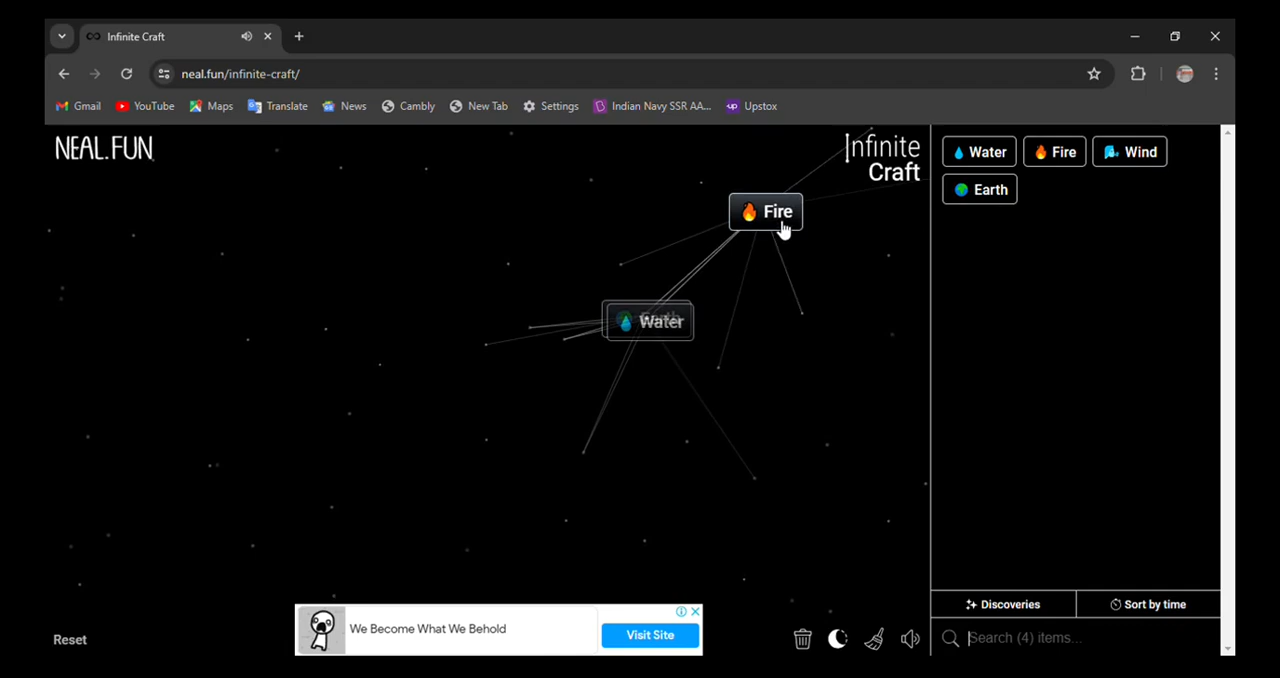 Infinite Craft
neal.fun/infinite-craft/
Gmail YouTube Maps Translate News Cambly New Tab Settings Indian Navy SSR AA... Upstox
NEAL.FUN
Infinite
Craft
Water Fire Wind
Earth
Fire
Water
We Become What We Behold
Visit Site
Discoveries Sort by time
Reset
Search (4) items...